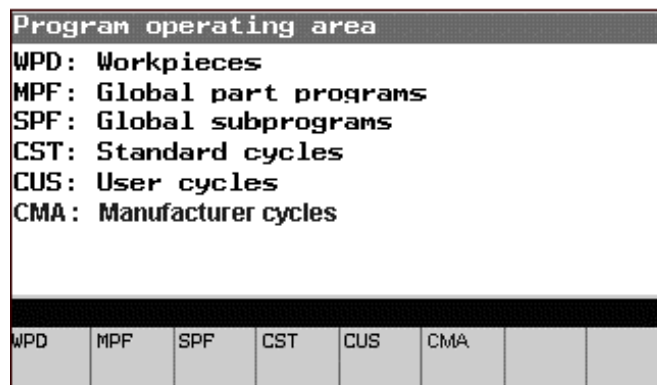 Program operating area
WPD: Workpieces
MPF: Global part programs
SPF: Global subprograms
CST: Standard cycles
CUS: User cycles
CMA: Manufacturer cycles
WPD MPF SPF CST CUS CMA